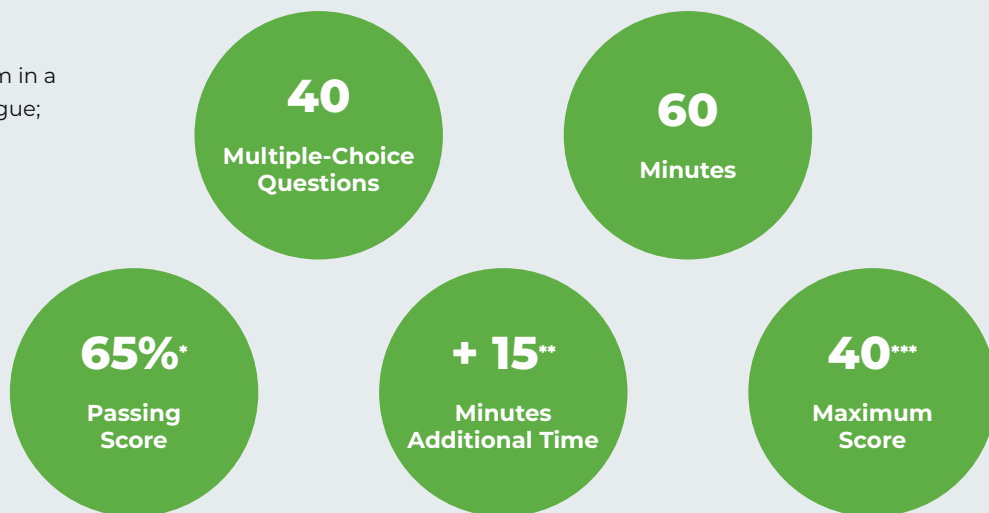 m in a
gue;
40
Multiple-Choice
Questions
60
Minutes
65%*
Passing
Score
+ 15**
Minutes
Additional Time
40***
Maximum
Score